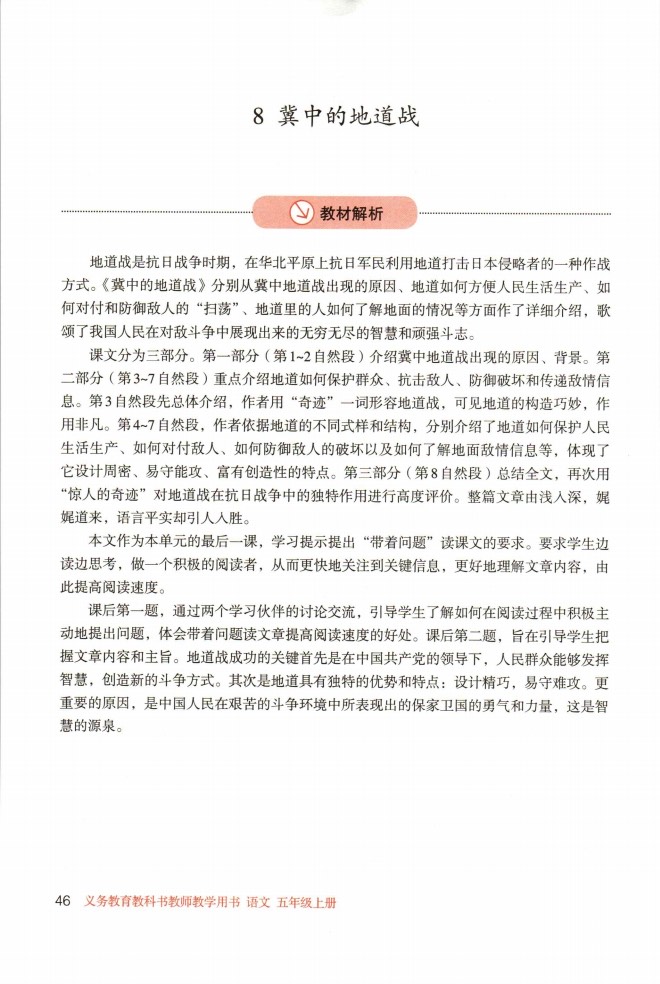 8 冀中的地道战
教材解析
地道战是抗日战争时期，在华北平原上抗日军民利用地道打击日本侵略者的一种作战
方式。《冀中的地道战》分别从冀中地道战出现的原因、地道如何方便人民生活生产、如
何对付和防御敌人的“扫荡”、地道里的人如何了解地面的情况等方面作了详细介绍，歌
颂了我国人民在对敌斗争中展现出来的无穷无尽的智慧和顽强斗志。
课文分为三部分。第一部分（第1~2自然段）介绍冀中地道战出现的原因、背景。第
二部分（第3~7自然段）重点介绍地道如何保护群众、抗击敌人、防御破坏和传递敌情信
息。第3自然段先总体介绍，作者用“奇迹”一词形容地道战，可见地道的构造巧妙，作
用非凡。第4~7自然段，作者依据地道的不同式样和结构，分别介绍了地道如何保护人民
生活生产、如何对付敌人、如何防御敌人的破坏以及如何了解地面敌情信息等，体现了
它设计周密、易守能攻、富有创造性的特点。第三部分（第8自然段）总结全文，再次用
“惊人的奇迹”对地道战在抗日战争中的独特作用进行高度评价。整篇文章由浅入深，娓
娓道来，语言平实却引人入胜。
本文作为本单元的最后一课，学习提示提出“带着问题”读课文的要求。要求学生边
读边思考，做一个积极的阅读者，从而更快地关注到关键信息，更好地理解文章内容，由
此提高阅读速度。
课后第一题，通过两个学习伙伴的讨论交流，引导学生了解如何在阅读过程中积极主
动地提出问题，体会带着问题读文章提高阅读速度的好处。课后第二题，旨在引导学生把
握文章内容和主旨。地道战成功的关键首先是在中国共产党的领导下，人民群众能够发挥
智慧，创造新的斗争方式。其次是地道具有独特的优势和特点：设计精巧，易守难攻。更
重要的原因，是中国人民在艰苦的斗争环境中所表现出的保家卫国的勇气和力量，这是智
慧的源泉。
46 义务教育教科书教师教学用书 语文 五年级上册